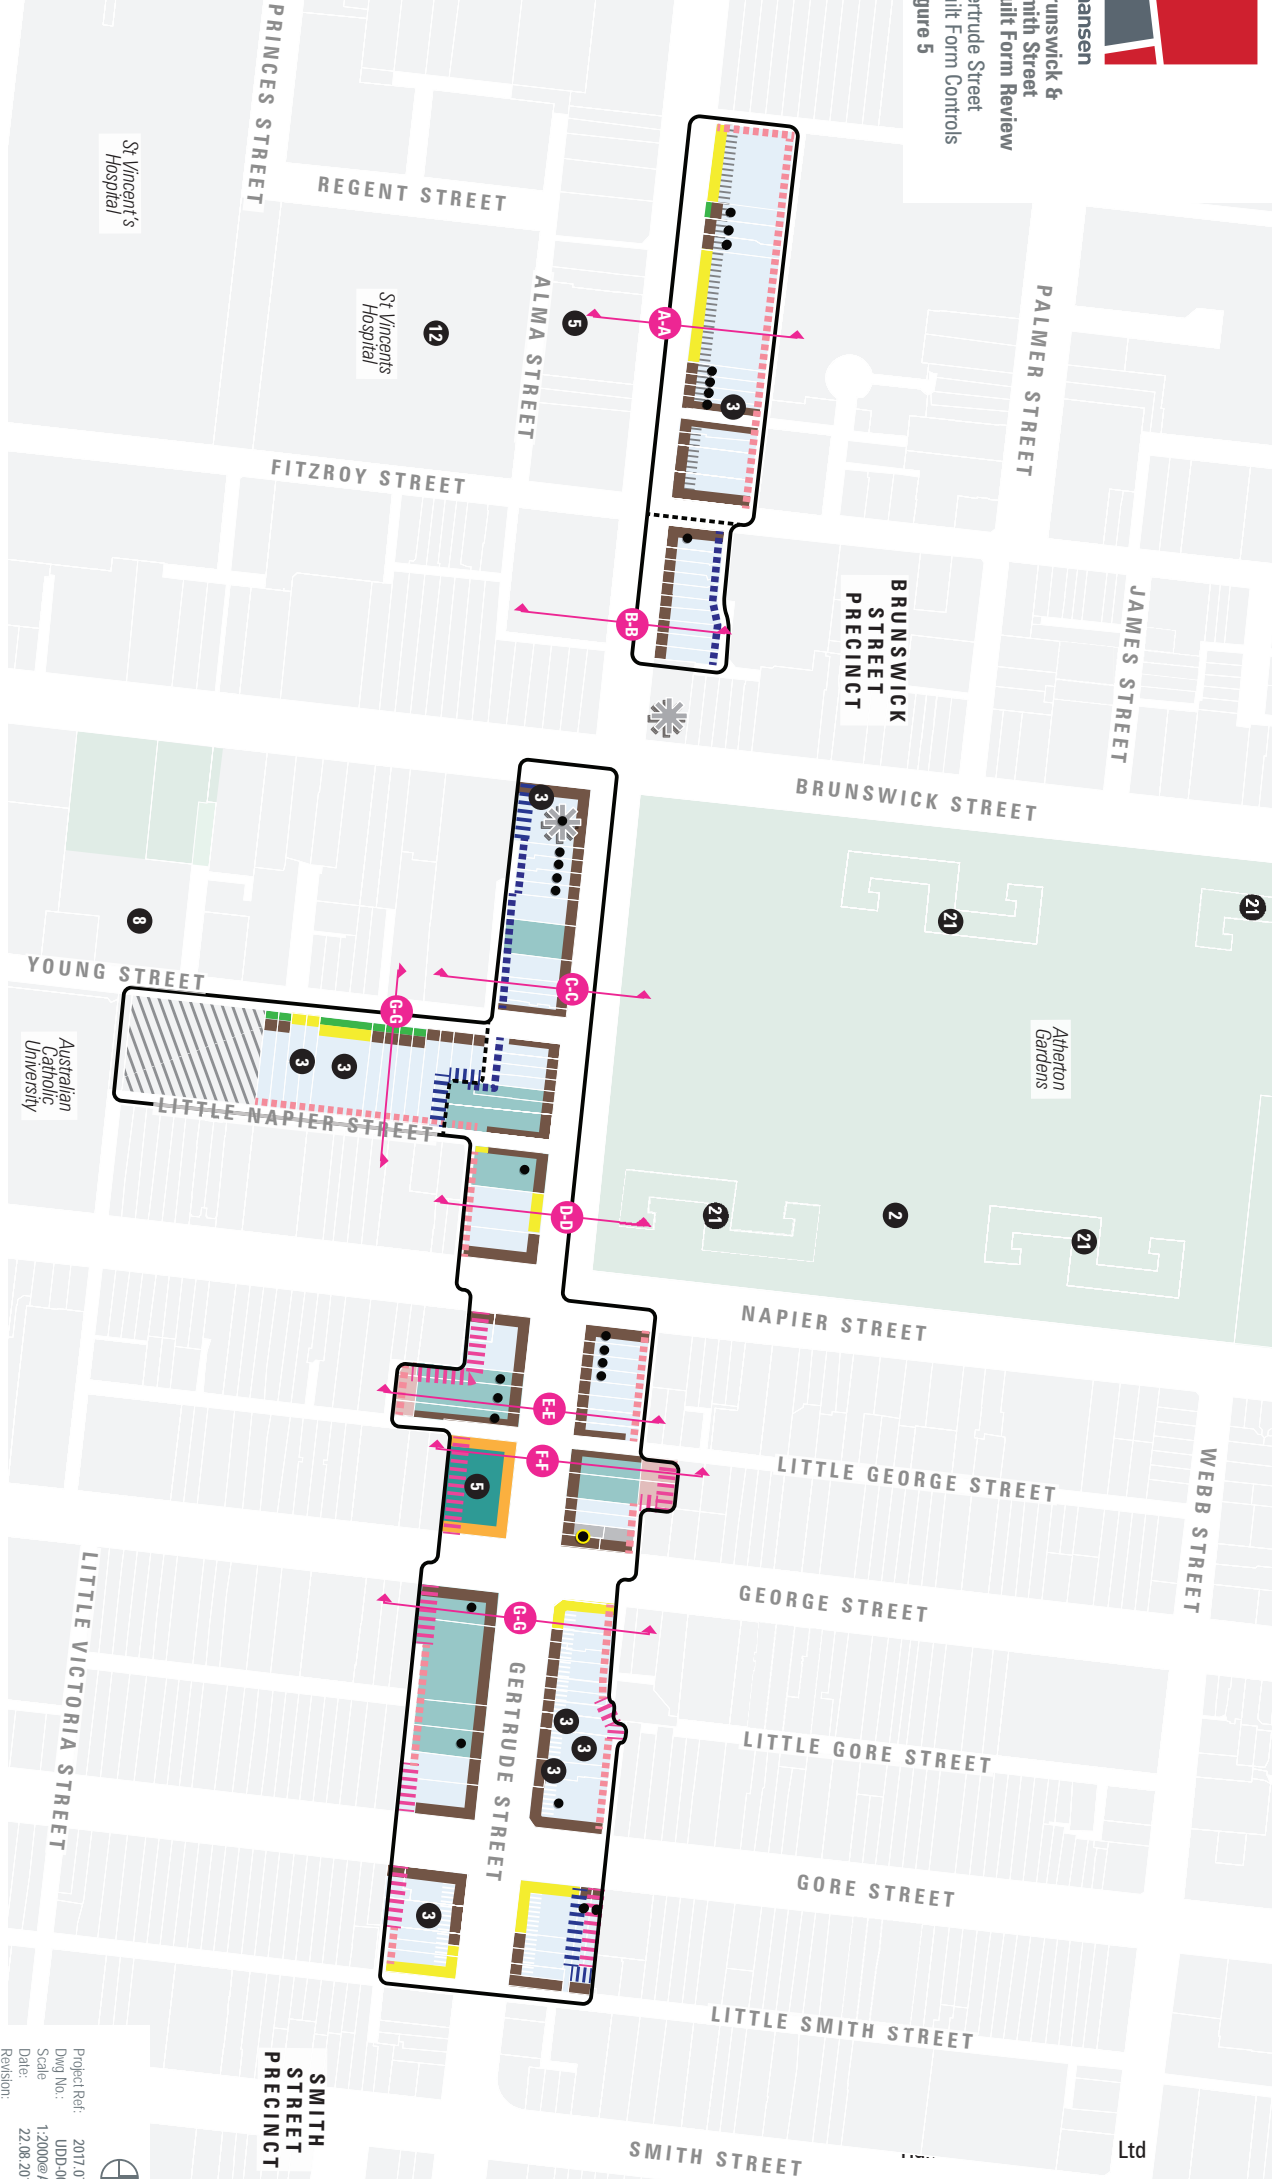 hansen
Smith Street
Built Form Review
Gertrude Street
Built Form Controls
Figure 5
PRINCES STREET
St Vincent's
Hospital
REGENT STREET
St Vincents
Hospital
12
ALMA STREET
5
A-A
3
PALMER STREET
FITZROY STREET
B-B
BRUNSWICK
STREET
PRECINCT
JAMES STREET
BRUNSWICK STREET
3
8
YOUNG STREET
C-C
G-G
21
21
Australian
Catholic
University
3
3
LITTLE NAPIER STREET
Atherton
Gardens
D-D
21
2
21
NAPIER STREET
E-E
F-F
5
LITTLE GEORGE STREET
WEBB STREET
GEORGE STREET
G-G
LITTLE VICTORIA STREET
GERTRUDE STREET
3
3
3
LITTLE GORE STREET
GORE STREET
3
LITTLE SMITH STREET
SMITH
STREET
PRECINCT
SMITH STREET
Project Ref:
Dwg No.:
Scale
Date:
Revision:
Ltd